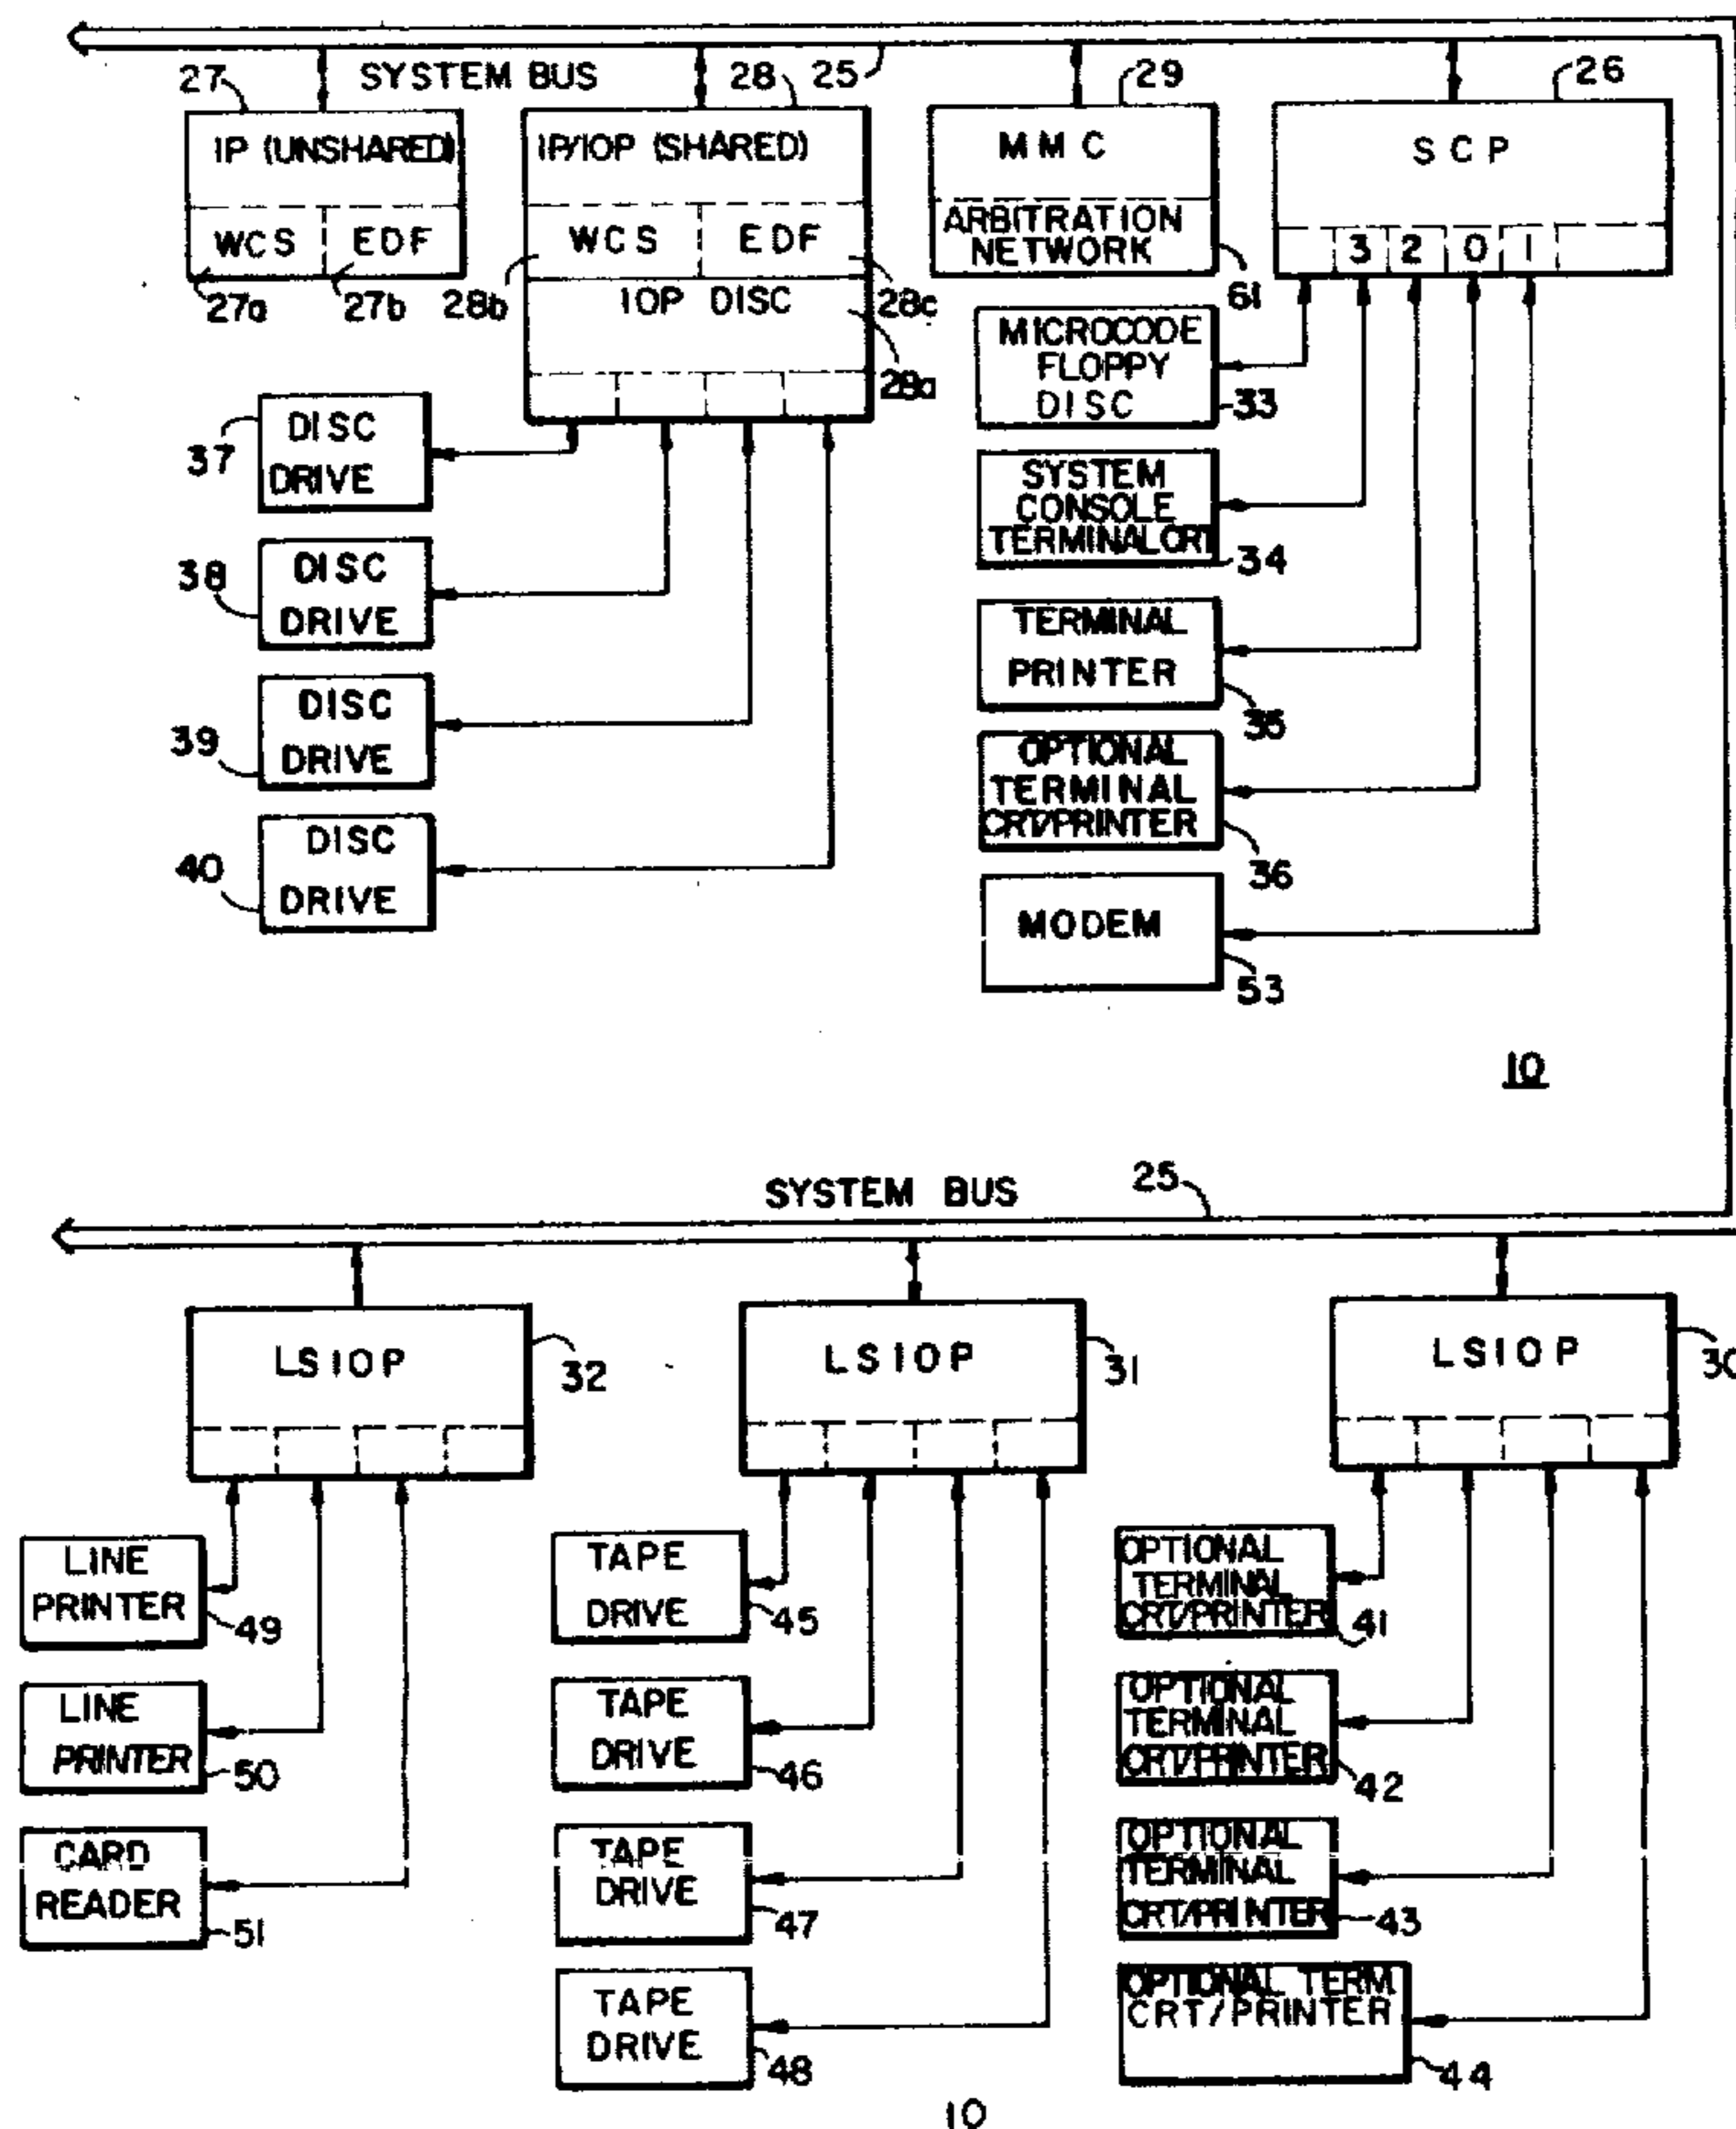 SYSTEM BUS
27
28
25
29
26
IP (UNSHARED)
WCS
EDF
27a
27b
IP/IOP (SHARED)
WCS
EDF
28b
28c
IOP DISC
28a
MMC
ARBITRATION
NETWORK
61
SCP
3 2 0 1
DISC
DRIVE
37
DISC
DRIVE
38
DISC
DRIVE
39
DISC
DRIVE
40
MICROCODE
FLOPPY
DISC
33
SYSTEM
CONSOLE
TERMINAL CRT
34
TERMINAL
PRINTER
35
OPTIONAL
TERMINAL
CRT/PRINTER
36
MODEM
53
10
SYSTEM BUS
25
LSIOP
32
LSIOP
31
LSIOP
30
LINE
PRINTER
49
LINE
PRINTER
50
CARD
READER
51
TAPE
DRIVE
45
TAPE
DRIVE
46
TAPE
DRIVE
47
TAPE
DRIVE
48
OPTIONAL
TERMINAL
CRT/PRINTER
41
OPTIONAL
TERMINAL
CRT/PRINTER
42
OPTIONAL
TERMINAL
CRT/PRINTER
43
OPTIONAL TERM.
CRT/PRINTER
44
10